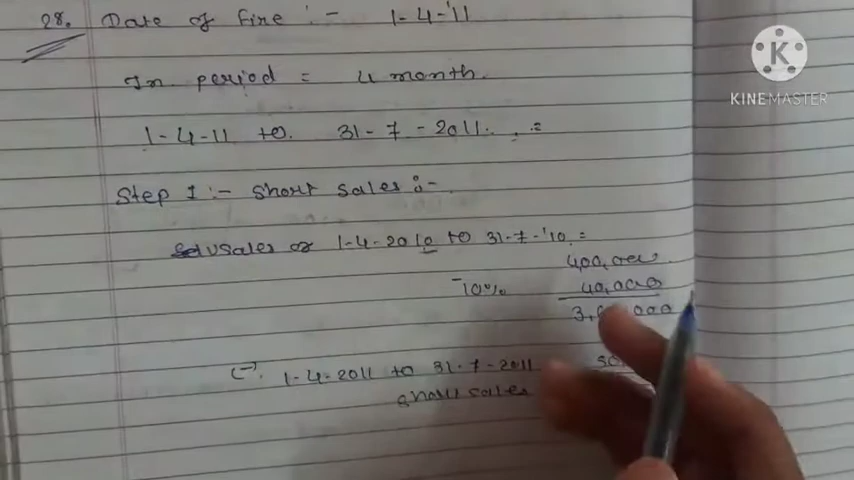 28. Date of Fire :- 1-4-'11
In period = 4 month.
1-4-11 to 31-7-2011. =
Step 1 :- Short sales :-
Sales of 1-4-2010 to 31-7-'10 =
400,000
-10% 40,000
(-) 1-4-2011 to 31-7-2011
short sales
K
KINEMASTER